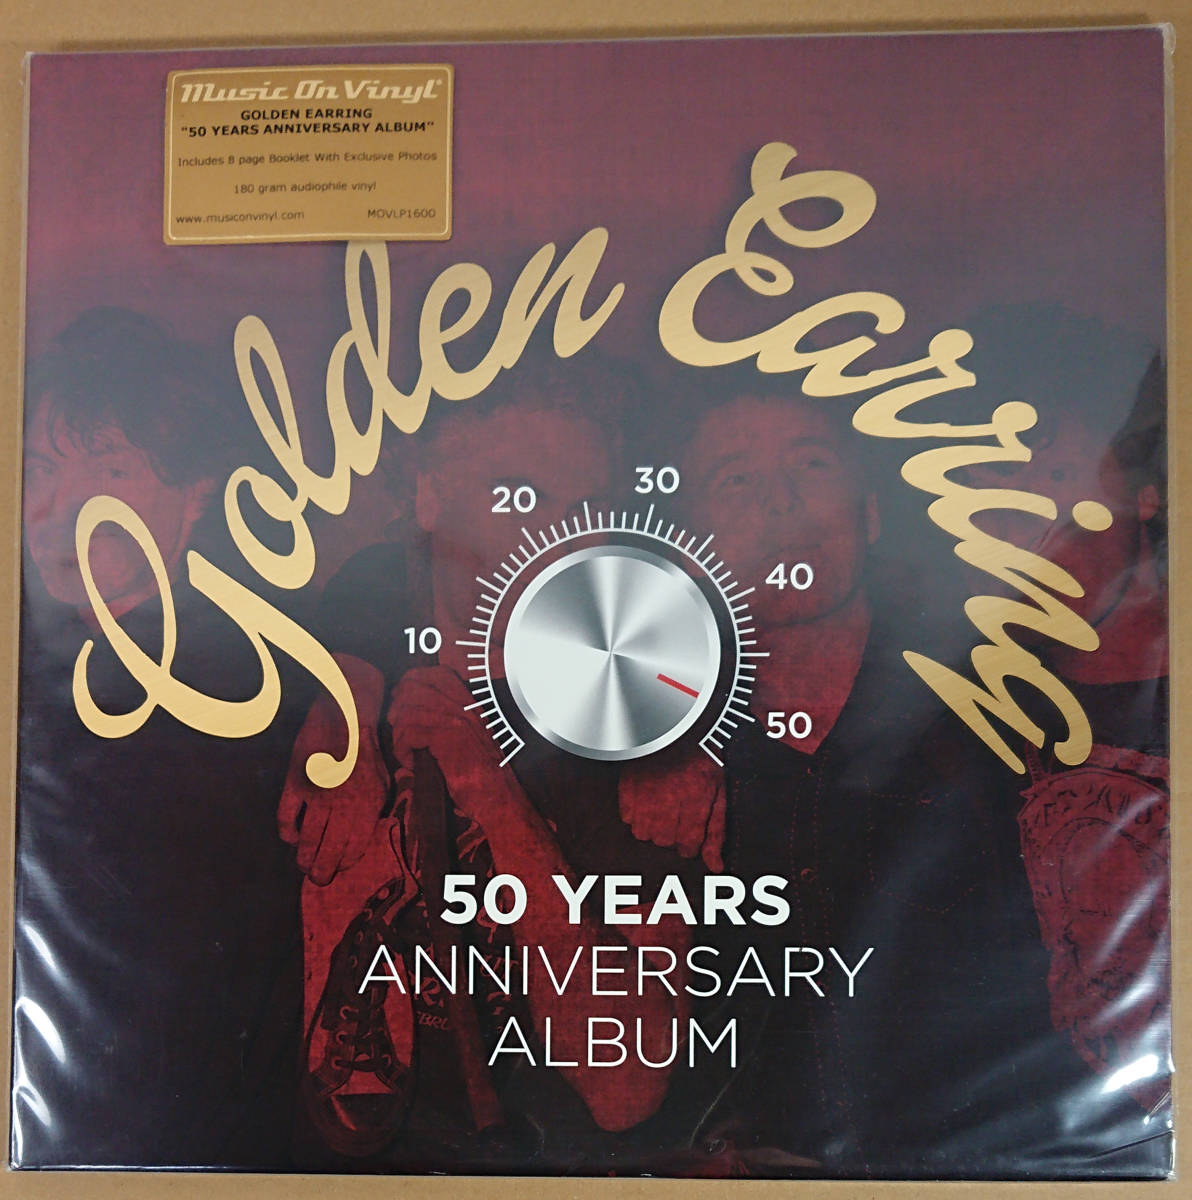 Music On Vinyl®
GOLDEN EARRING
"50 YEARS ANNIVERSARY ALBUM"
Includes 8 page Booklet With Exclusive Photos
180 gram audiophile vinyl
www.musiconvinyl.com MOVLP1600
Golden Earring
10
20
30
40
50
50 YEARS
ANNIVERSARY
ALBUM